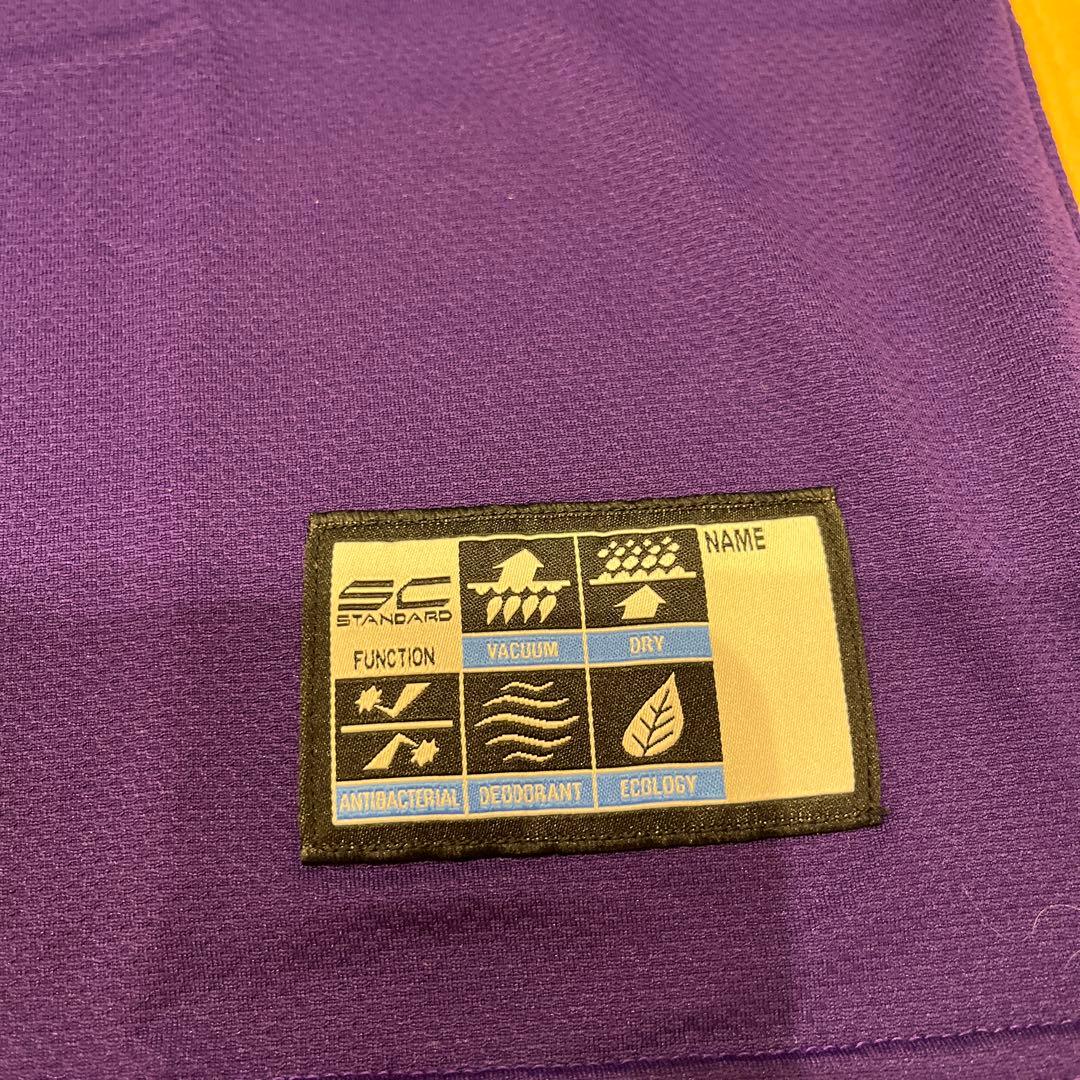 SC
STANDARD
FUNCTION
VACUUM
DRY
NAME
ANTIBACTERIAL
DEODORANT
ECOLOGY